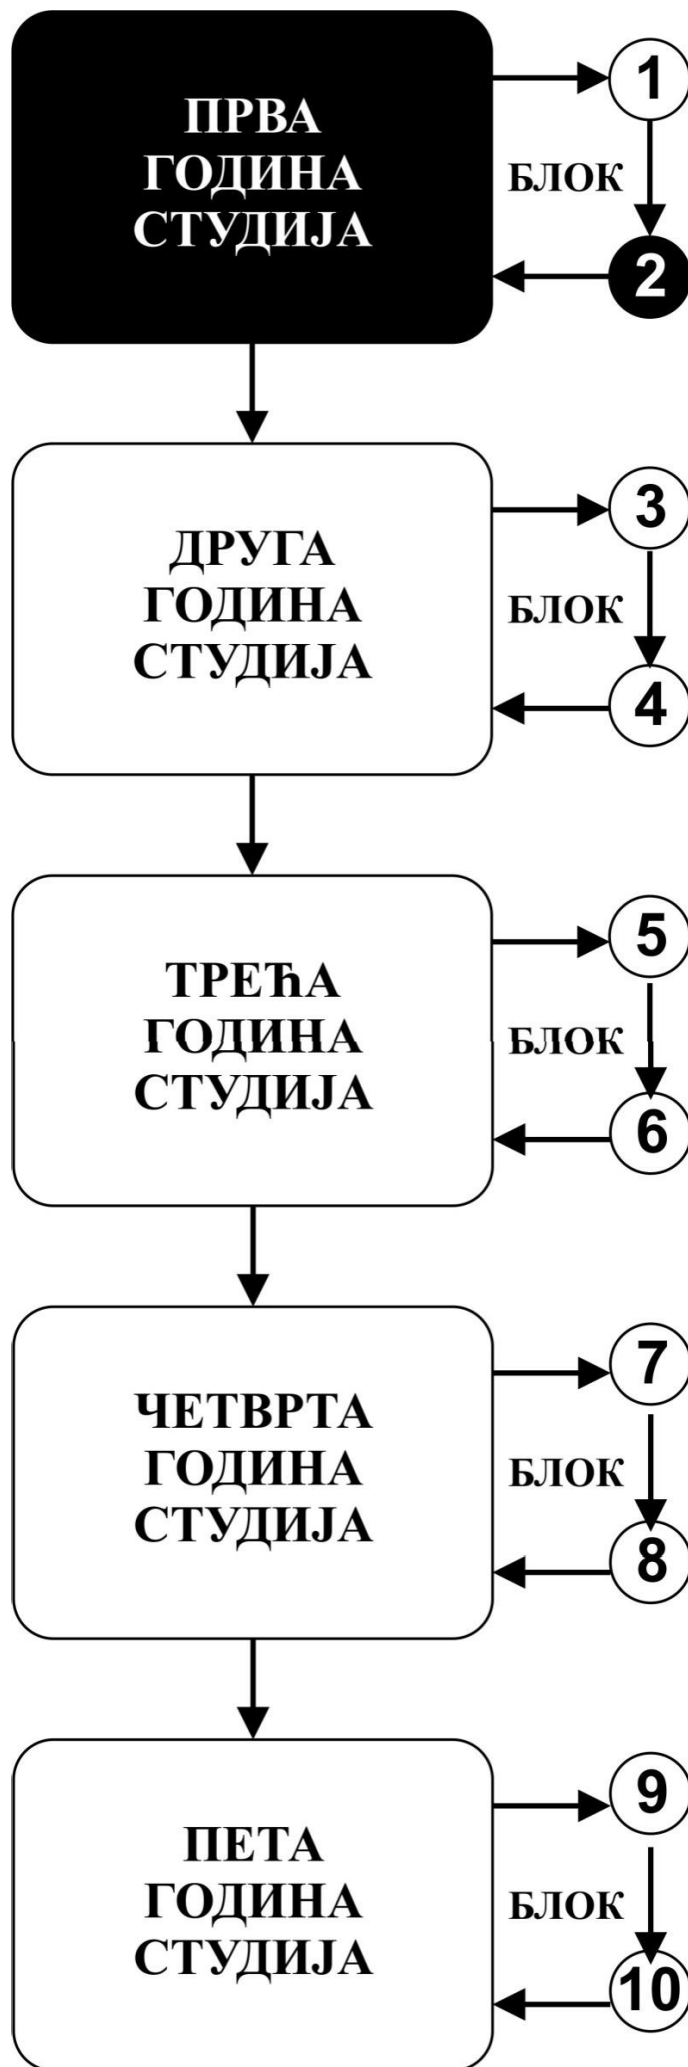 ПРВА
ГОДИНА
СТУДИЈА
1
БЛОК
2
ДРУГА
ГОДИНА
СТУДИЈА
3
БЛОК
4
ТРЕЋА
ГОДИНА
СТУДИЈА
5
БЛОК
6
ЧЕТВРТА
ГОДИНА
СТУДИЈА
7
БЛОК
8
ПЕТА
ГОДИНА
СТУДИЈА
9
БЛОК
10